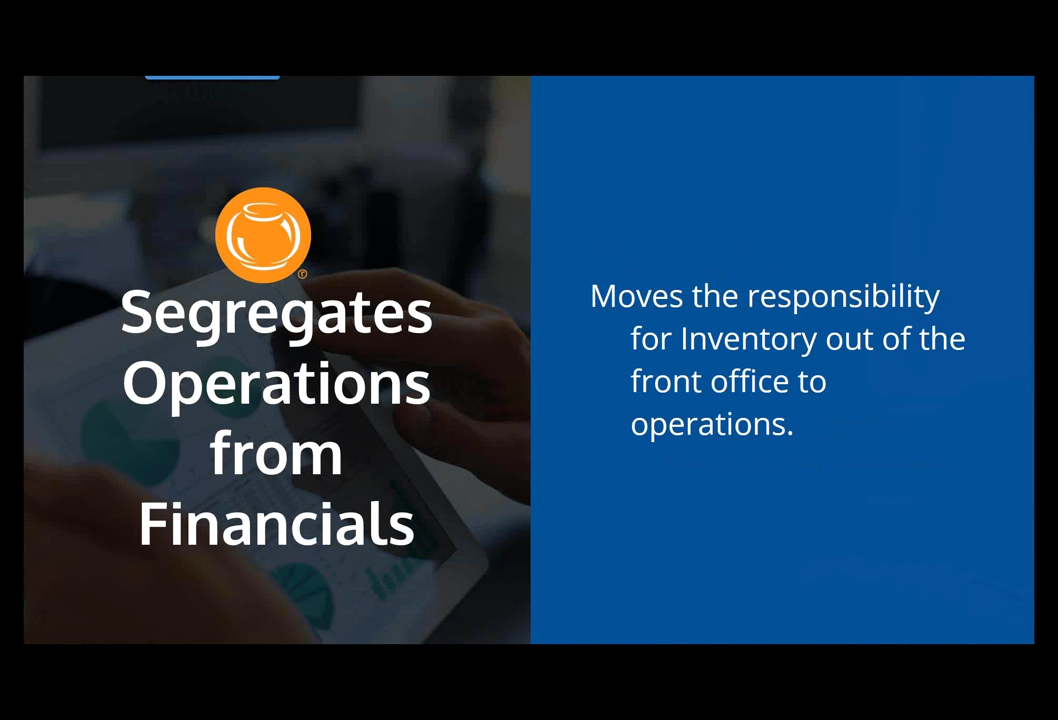 ®
Segregates
Operations
from
Financials
Moves the responsibility
for Inventory out of the
front office to
operations.